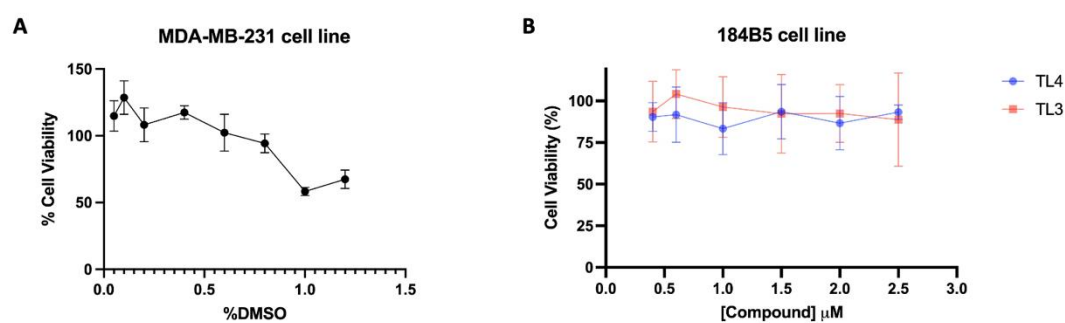 A
MDA-MB-231 cell line
% Cell Viability
150
100
50
0
0.0 0.5 1.0 1.5
%DMSO
B
184B5 cell line
Cell Viability (%)
100
75
50
25
0
0.0 0.5 1.0 1.5 2.0 2.5 3.0
[Compound] μM
TL4
TL3